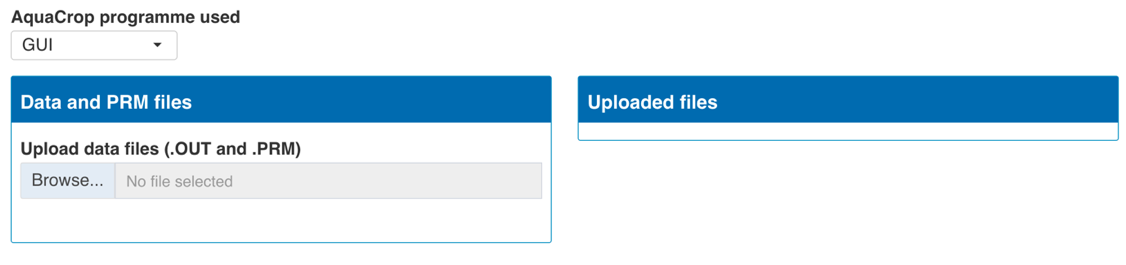 AquaCrop programme used
GUI
Data and PRM files
Uploaded files
Upload data files (.OUT and .PRM)
Browse...
No file selected